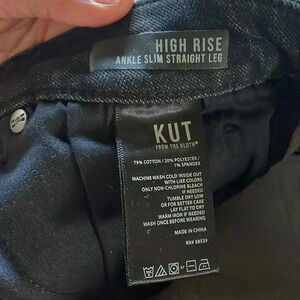 HIGH RISE
ANKLE SLIM STRAIGHT LEG
KUT
FROM THE KLOTH®
79% COTTON / 20% POLYESTER /
1% SPANDEX
MACHINE WASH COLD INSIDE OUT
WITH LIKE COLORS
ONLY NON-CHLORINE BLEACH
IF NEEDED
TUMBLE DRY LOW
OR FOR BETTER CARE
LAY FLAT TO DRY
WARM IRON IF NEEDED
WASH ONCE BEFORE WEARING
MADE IN CHINA
RN#